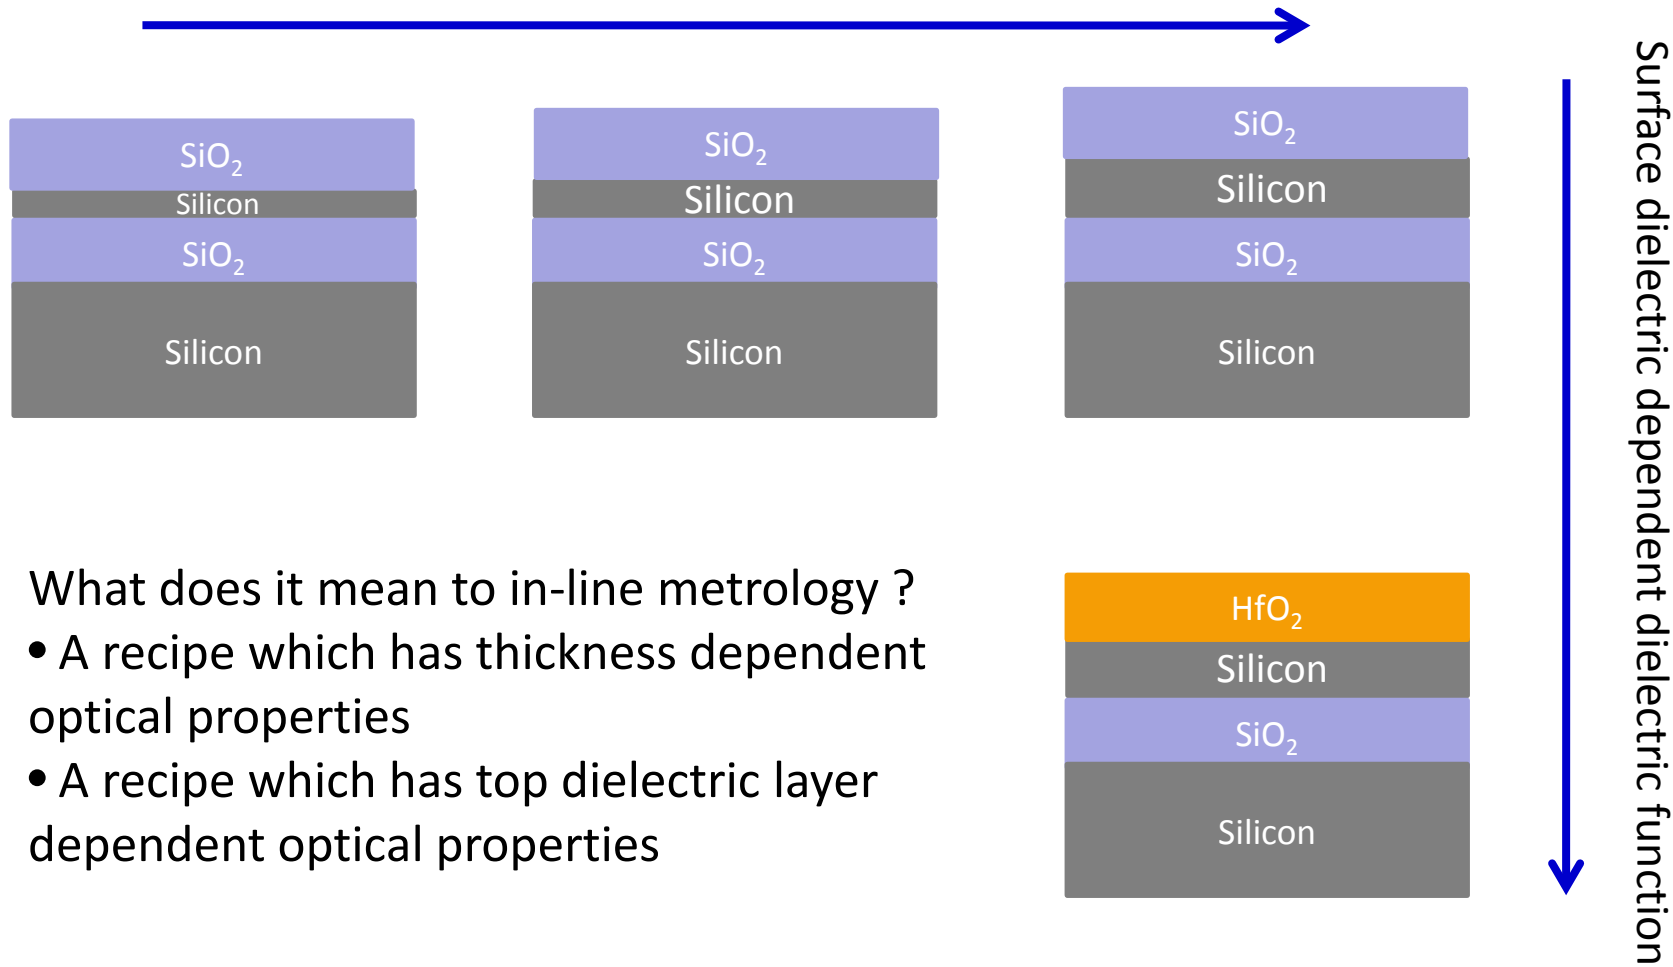 SiO₂
Silicon
SiO₂
Silicon
SiO₂
Silicon
SiO₂
Silicon
SiO₂
Silicon
SiO₂
Silicon
Surface dielectric dependent dielectric function
What does it mean to in-line metrology ?
• A recipe which has thickness dependent
optical properties
• A recipe which has top dielectric layer
dependent optical properties
HfO₂
Silicon
SiO₂
Silicon